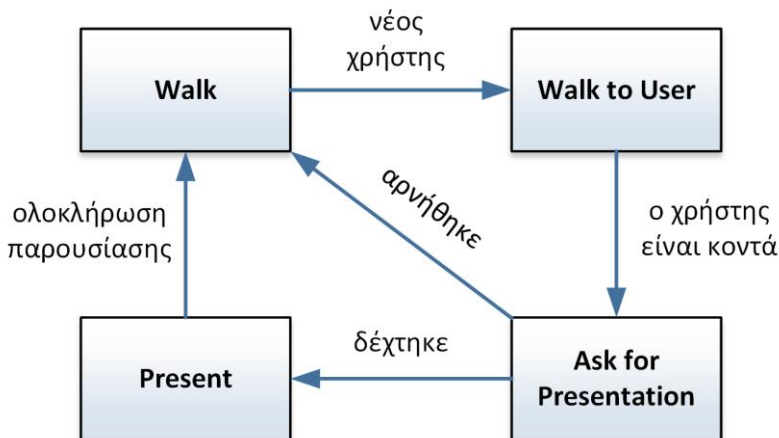 νέος
χρήστης
Walk
Walk to User
αρνήθηκε
ολοκλήρωση
παρουσίασης
ο χρήστης
είναι κοντά
δέχτηκε
Present
Ask for
Presentation